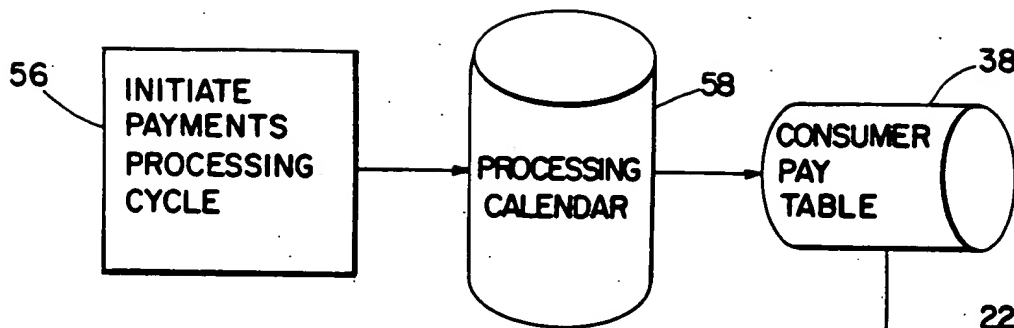 56
INITIATE
PAYMENTS
PROCESSING
CYCLE
58
PROCESSING
CALENDAR
38
CONSUMER
PAY
TABLE
22